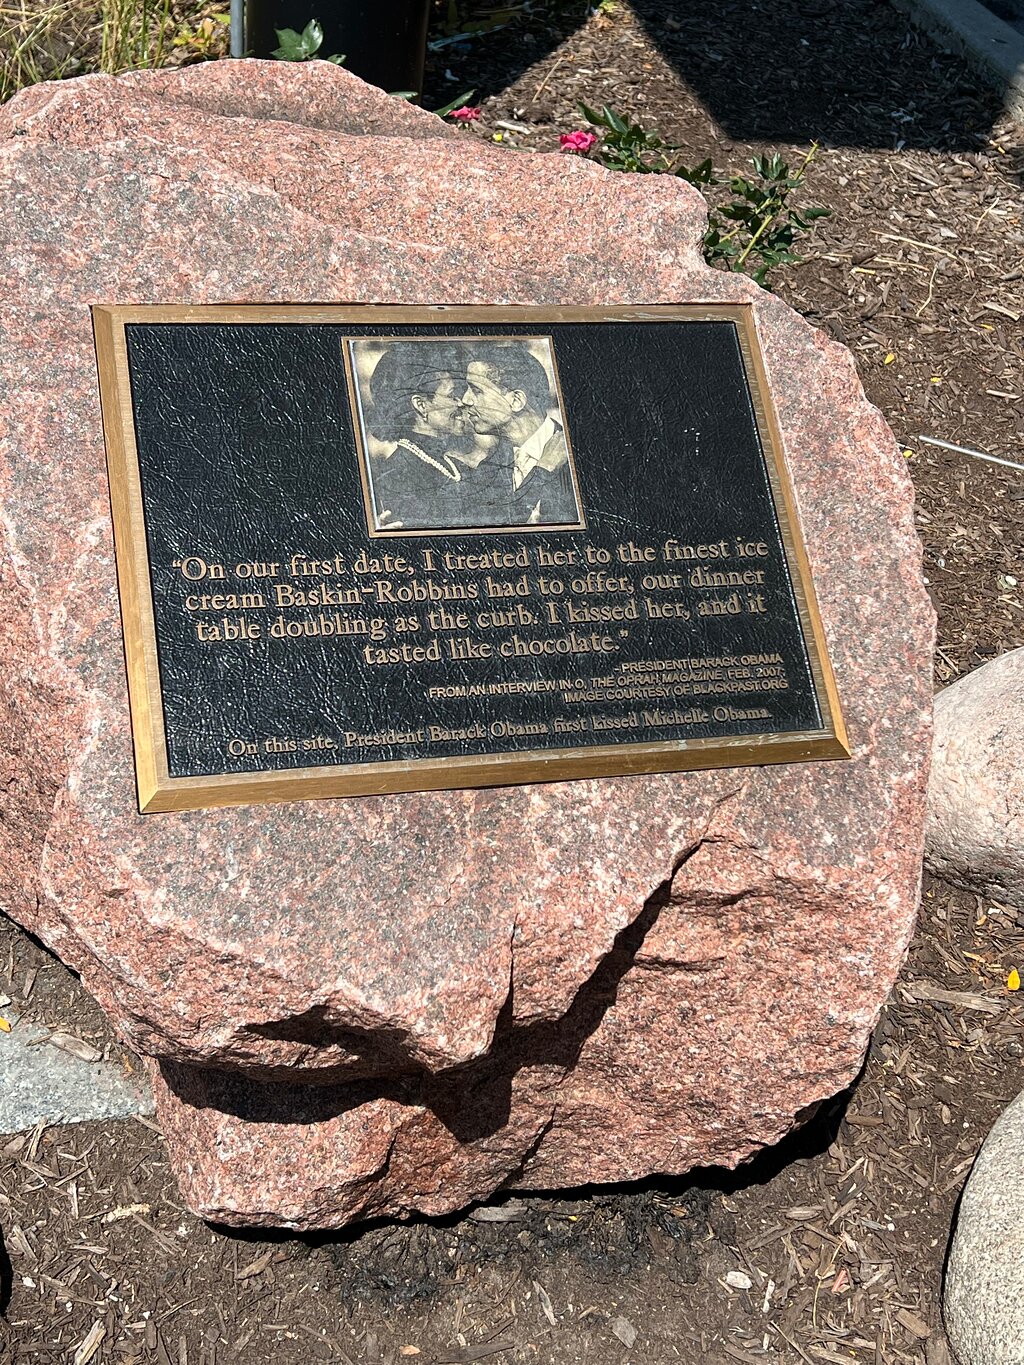 “On our first date, I treated her to the finest ice
cream Baskin-Robbins had to offer, our dinner
table doubling as the curb. I kissed her, and it
tasted like chocolate.”
- PRESIDENT BARACK OBAMA
FROM AN INTERVIEW IN O, THE OPRAH MAGAZINE, FEB. 2007.
IMAGE COURTESY OF BLACKPAST.ORG
On this site, President Barack Obama first kissed Michelle Obama.